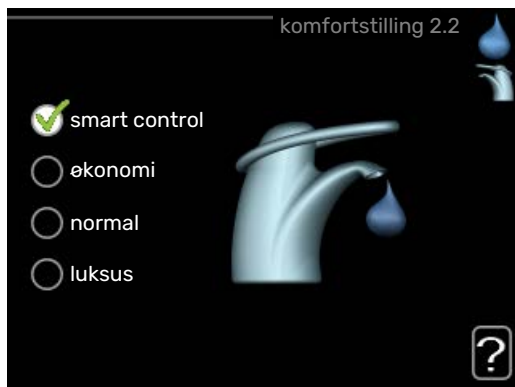 komfortstilling 2.2
smart control
økonomi
normal
luksus
?